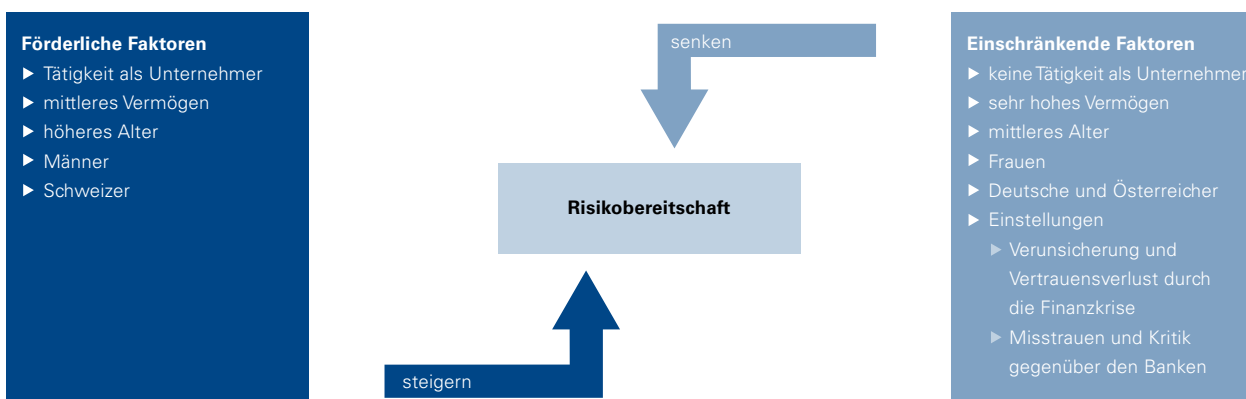 Förderliche Faktoren
▶ Tätigkeit als Unternehmer
▶ mittleres Vermögen
▶ höheres Alter
▶ Männer
▶ Schweizer
senken
Risikobereitschaft
steigern
Einschränkende Faktoren
▶ keine Tätigkeit als Unternehmer
▶ sehr hohes Vermögen
▶ mittleres Alter
▶ Frauen
▶ Deutsche und Österreicher
▶ Einstellungen
▶ Verunsicherung und
Vertrauensverlust durch
die Finanzkrise
▶ Misstrauen und Kritik
gegenüber den Banken